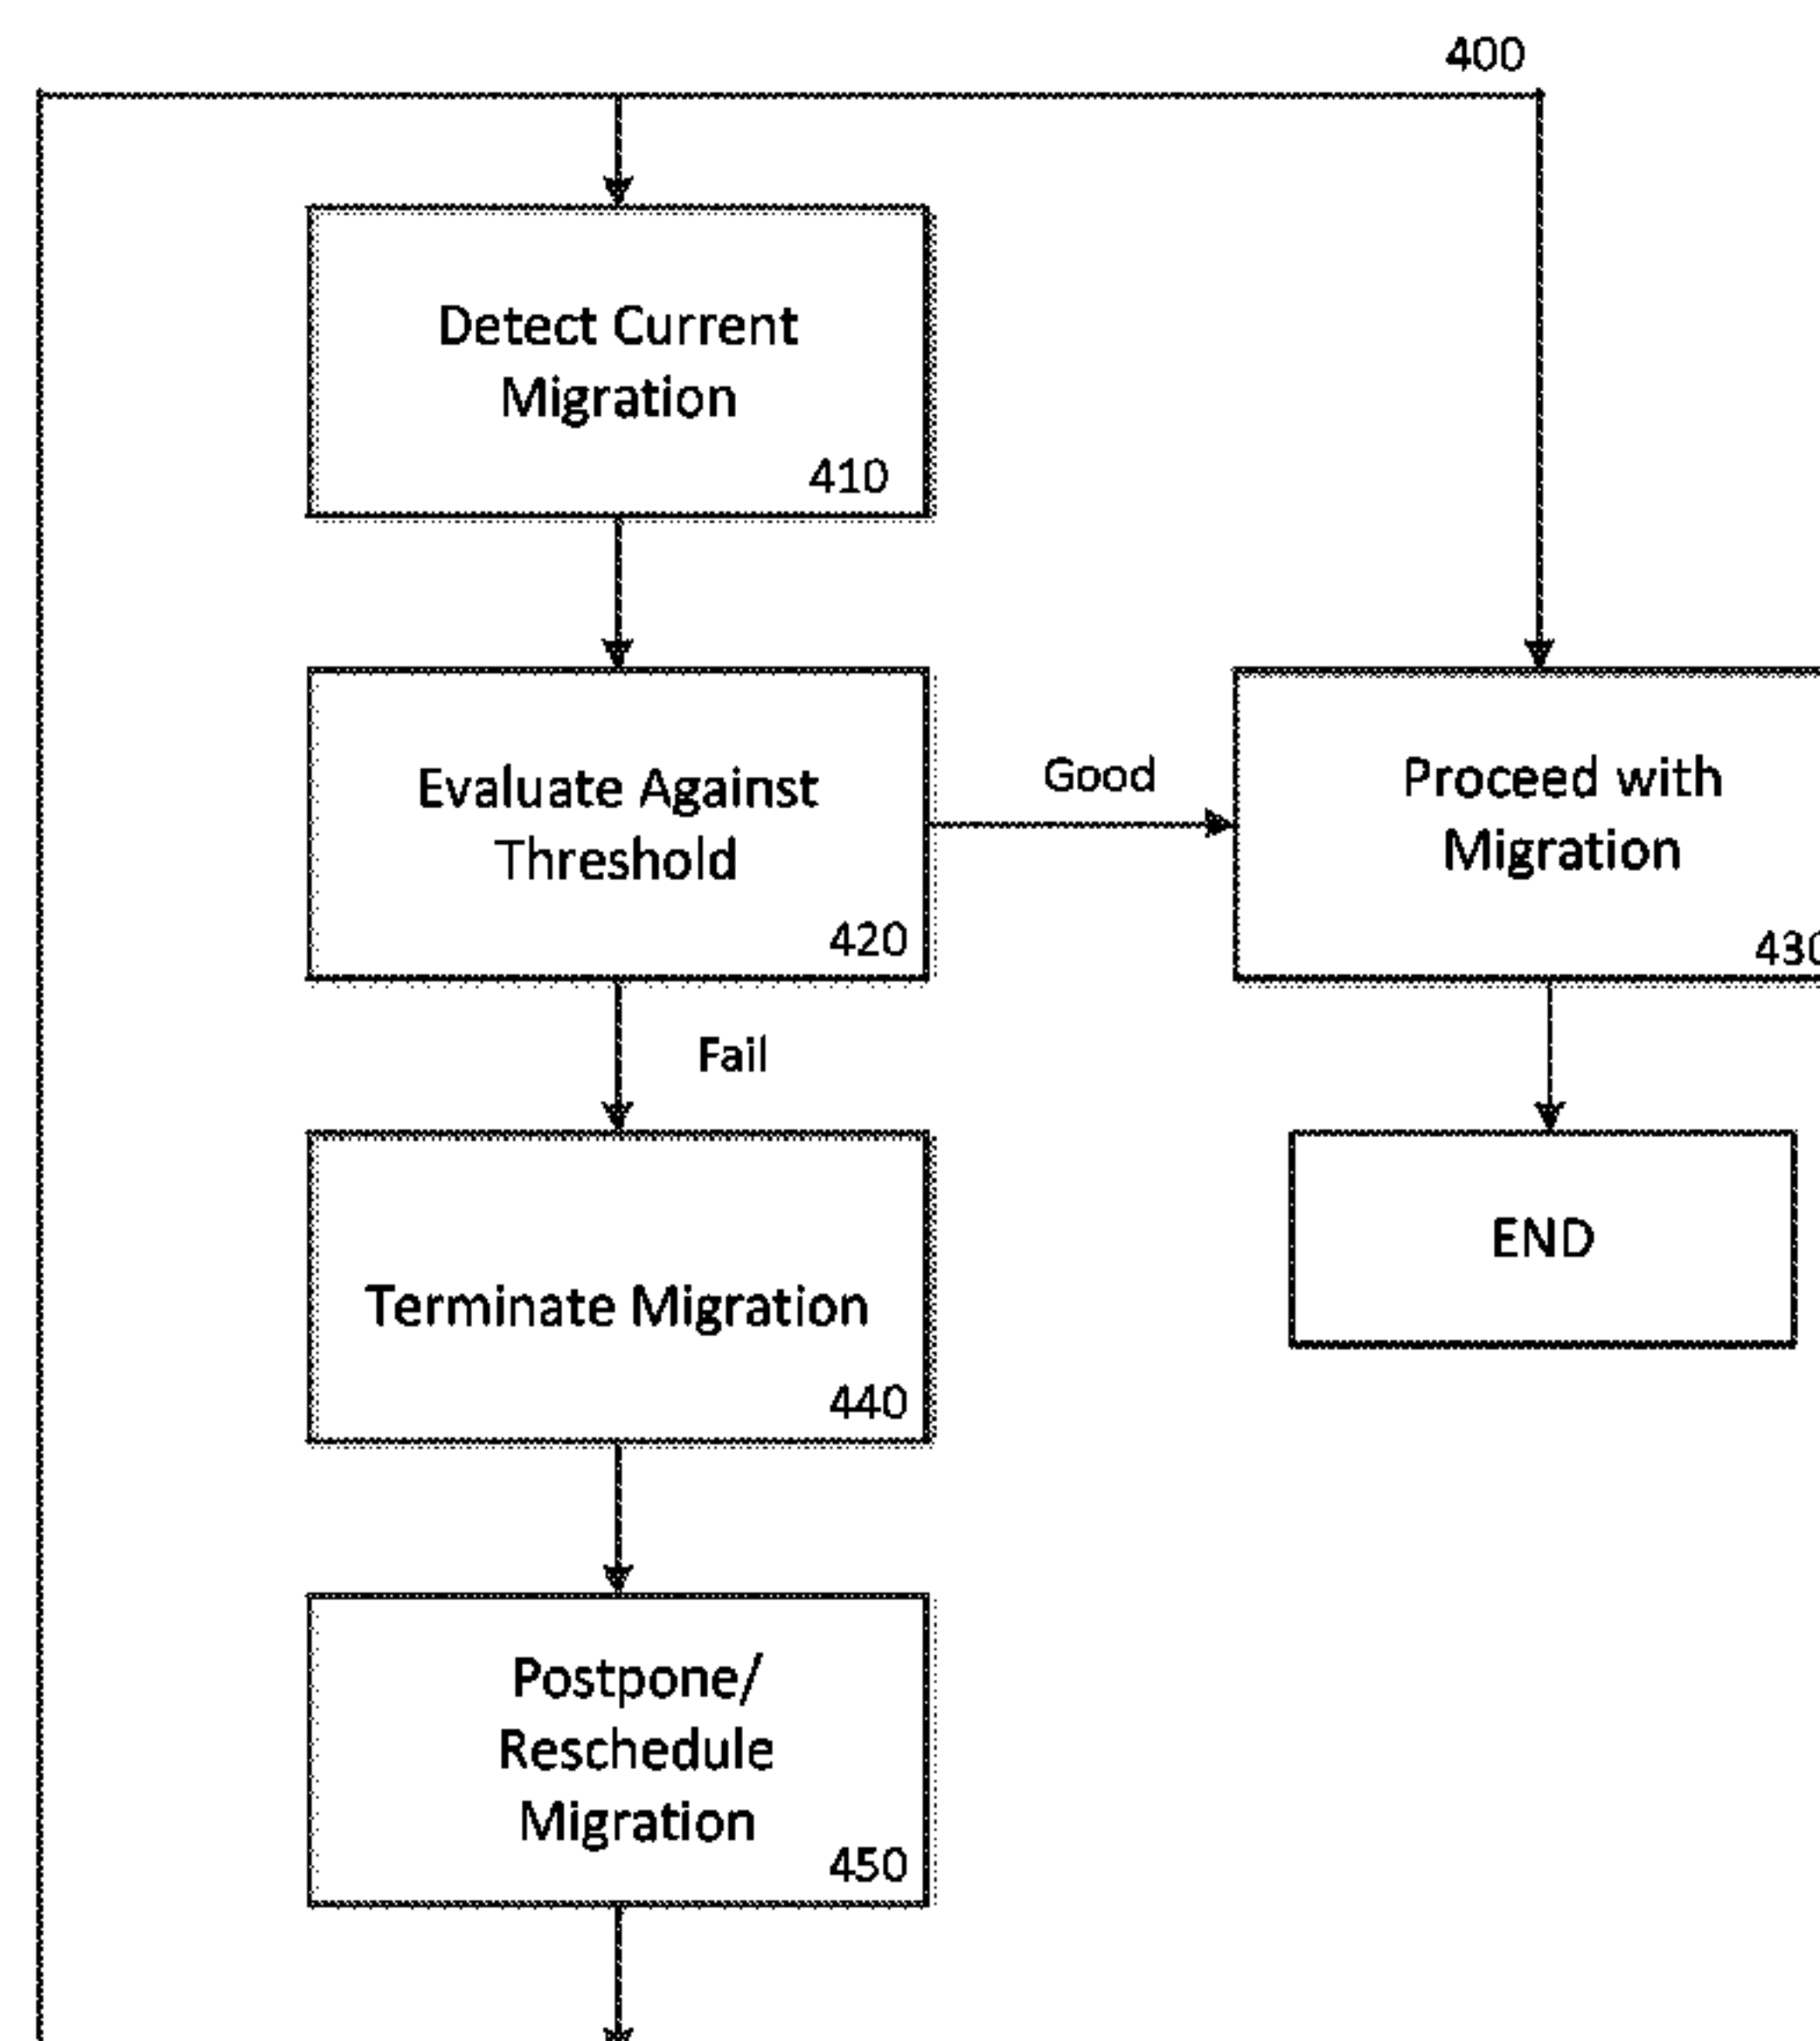 400
Detect Current
Migration
410
Evaluate Against
Threshold
420
Good
Proceed with
Migration
430
Fail
Terminate Migration
440
END
Postpone/
Reschedule
Migration
450